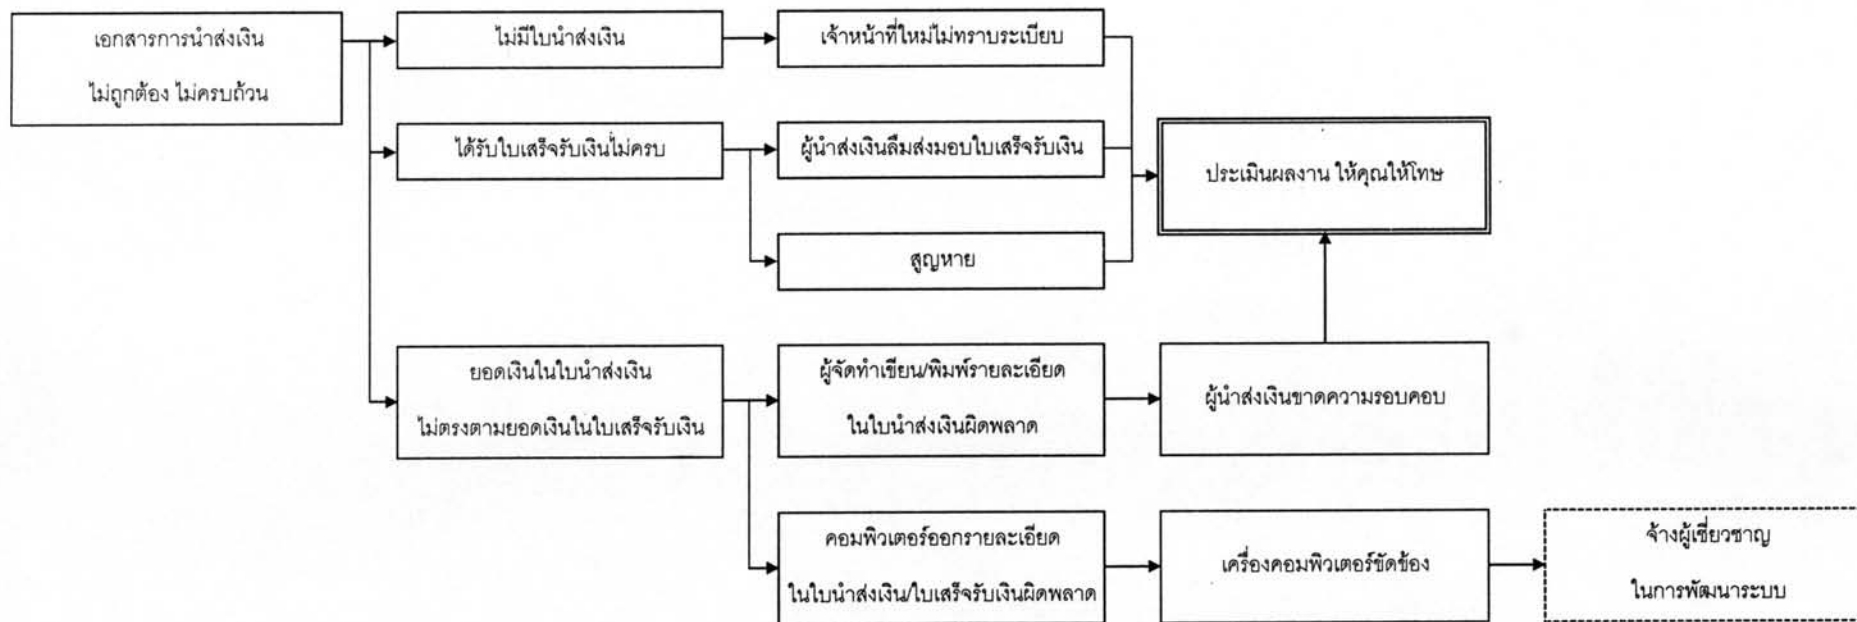 เอกสารการนำส่งเงิน
ไม่ถูกต้อง ไม่ครบถ้วน
ไม่มีใบนำส่งเงิน
เจ้าหน้าที่ใหม่ไม่ทราบระเบียบ
ได้รับใบเสร็จรับเงินไม่ครบ
ผู้นำส่งเงินลืมส่งมอบใบเสร็จรับเงิน
ประเมินผลงาน ให้คุณให้โทษ
สูญหาย
ยอดเงินในใบนำส่งเงิน
ไม่ตรงตามยอดเงินในใบเสร็จรับเงิน
ผู้จัดทำเขียน/พิมพ์รายละเอียด
ในใบนำส่งเงินผิดพลาด
ผู้นำส่งเงินขาดความรอบคอบ
คอมพิวเตอร์ออกรายละเอียด
ในใบนำส่งเงิน/ใบเสร็จรับเงินผิดพลาด
เครื่องคอมพิวเตอร์ขัดข้อง
จ้างผู้เชี่ยวชาญ
ในการพัฒนาระบบ